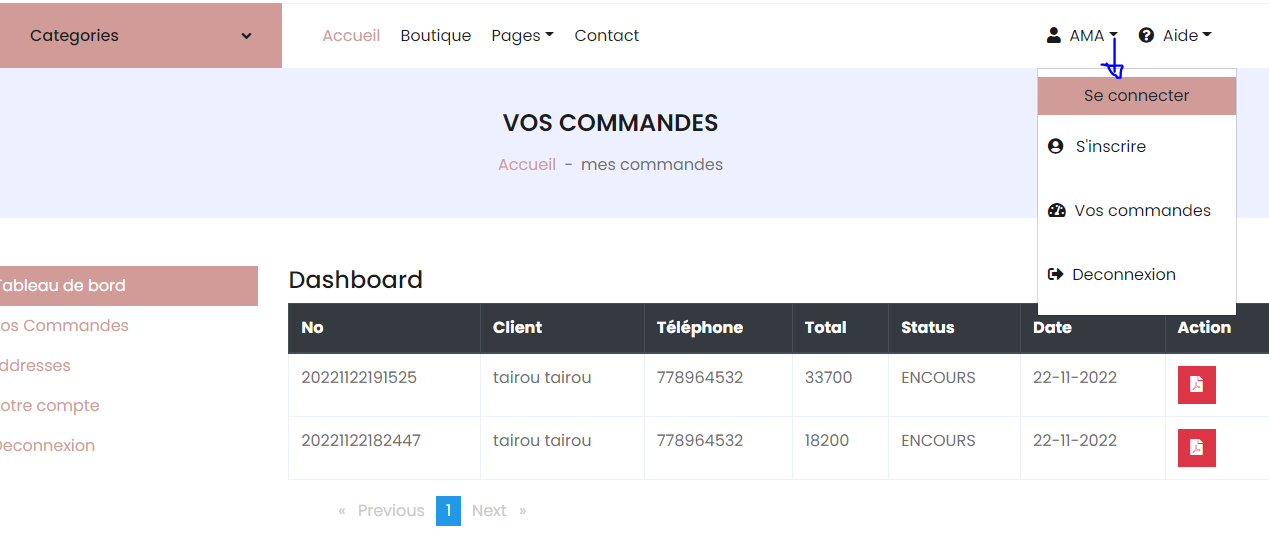 Categories
Accueil Boutique Pages Contact
AMA Aide
Se connecter
S'inscrire
Vos commandes
Deconnexion
VOS COMMANDES
Accueil - mes commandes
Tableau de bord
os Commandes
ddresses
otre compte
Deconnexion
Dashboard
No Client Téléphone Total Status Date Action
20221122191525 tairou tairou 778964532 33700 ENCOURS 22-11-2022
20221122182447 tairou tairou 778964532 18200 ENCOURS 22-11-2022
« Previous 1 Next »